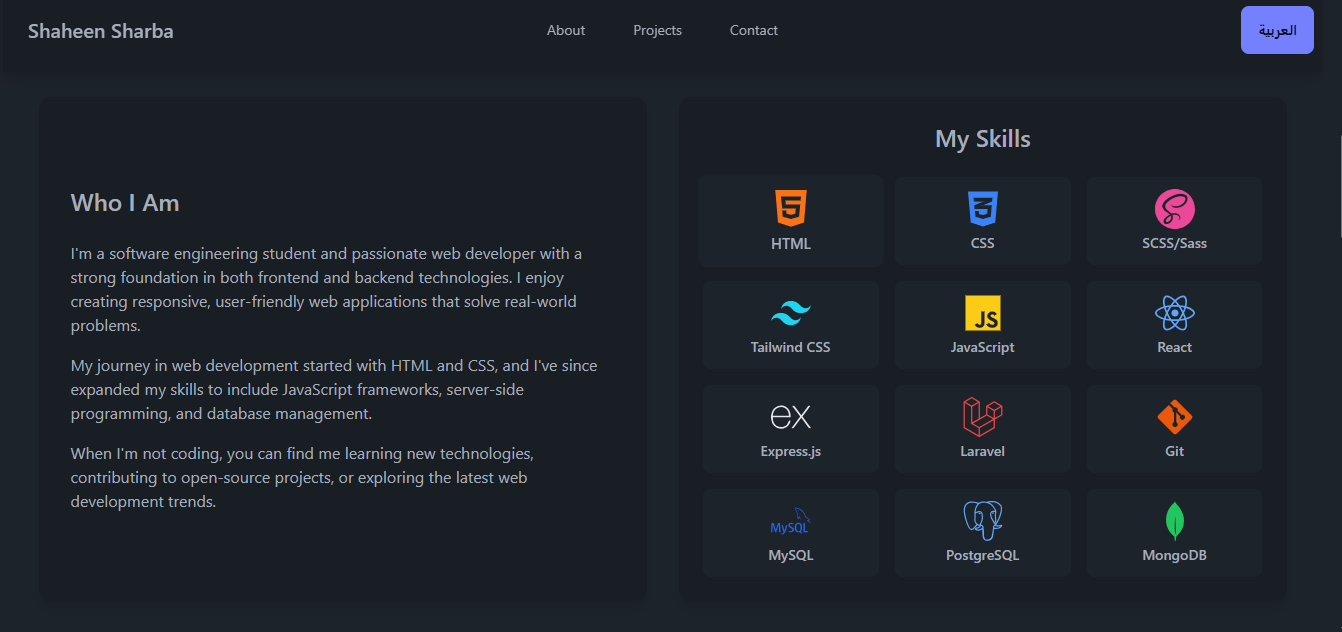 Shaheen Sharba
About
Projects
Contact
العربية
Who I Am
I'm a software engineering student and passionate web developer with a
strong foundation in both frontend and backend technologies. I enjoy
creating responsive, user-friendly web applications that solve real-world
problems.
My journey in web development started with HTML and CSS, and I've since
expanded my skills to include JavaScript frameworks, server-side
programming, and database management.
When I'm not coding, you can find me learning new technologies,
contributing to open-source projects, or exploring the latest web
development trends.
My Skills
5
HTML
3
CSS
S
SCSS/Sass
Tailwind CSS
JS
JavaScript
React
ex
Express.js
Laravel
Git
MySQL
MySQL
PostgreSQL
MongoDB